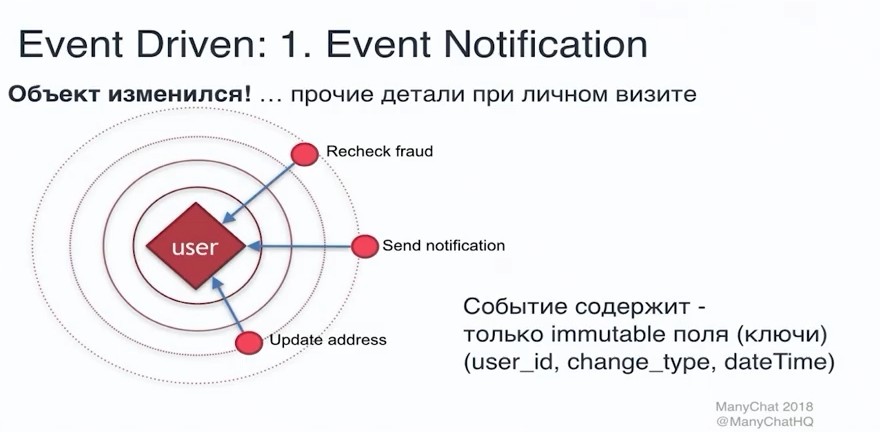 Event Driven: 1. Event Notification
Объект изменился! ... прочие детали при личном визите
Recheck fraud
user
Send notification
Update address
Событие содержит -
только immutable поля (ключи)
(user_id, change_type, dateTime)
ManyChat 2018
@ManyChatHQ